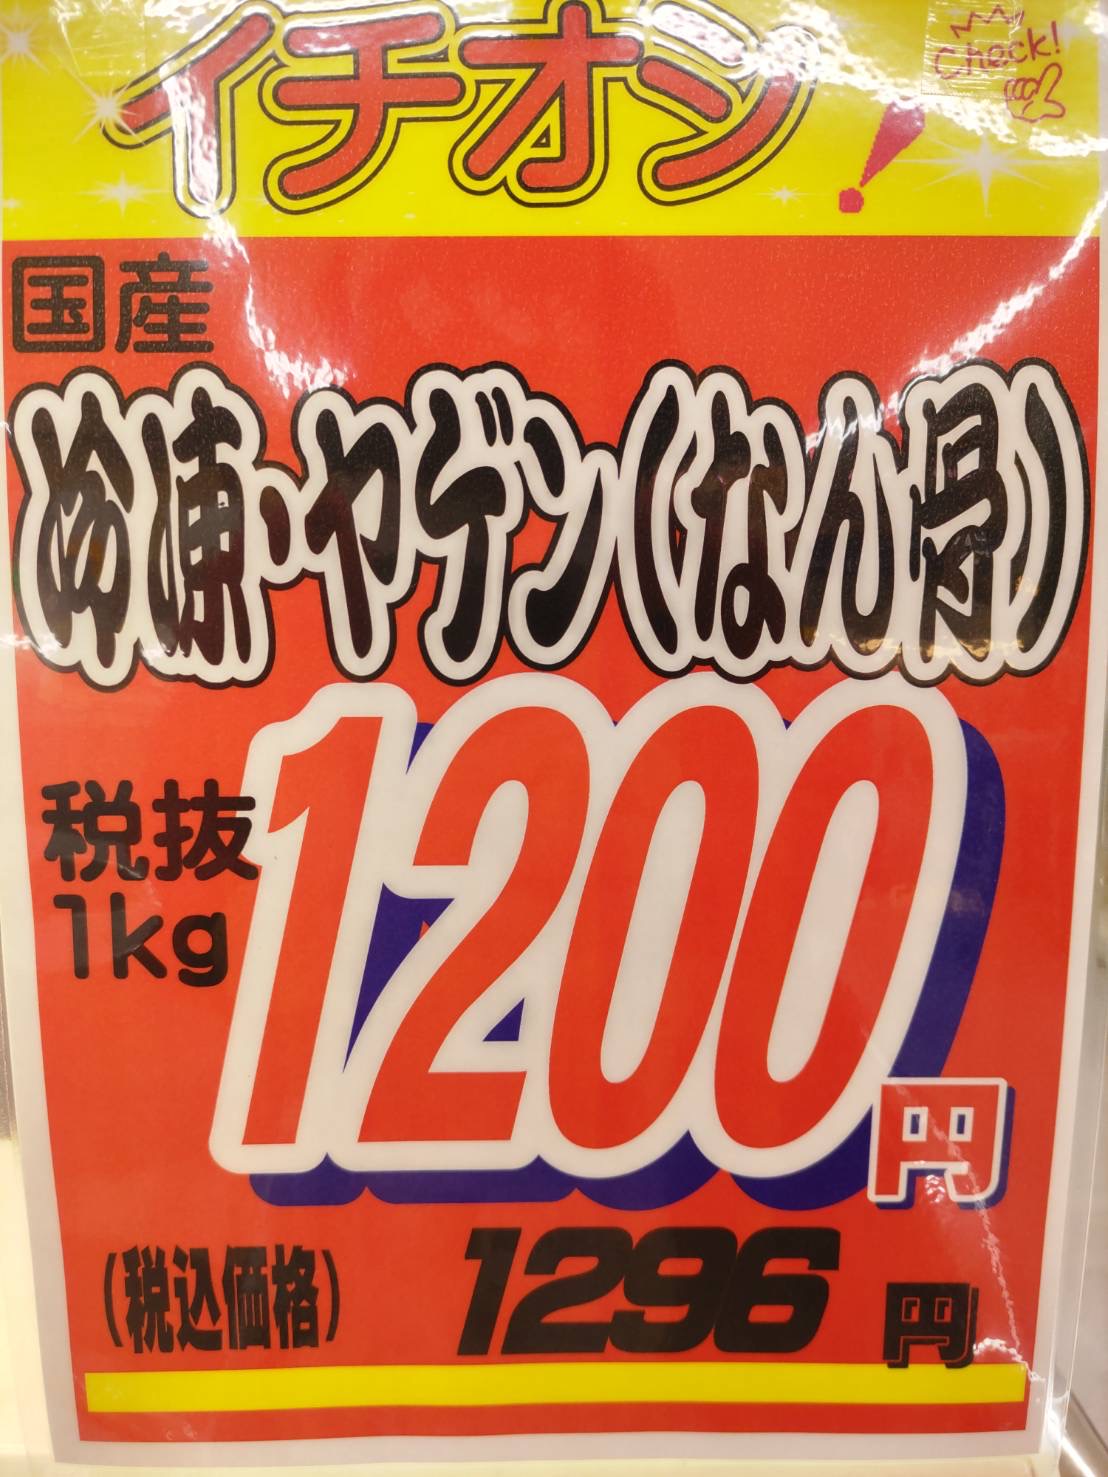 イチオシ!
Check!
国産
冷凍・ヤゲン(なん骨)
税抜
1kg
1200円
(税込価格) 1296円